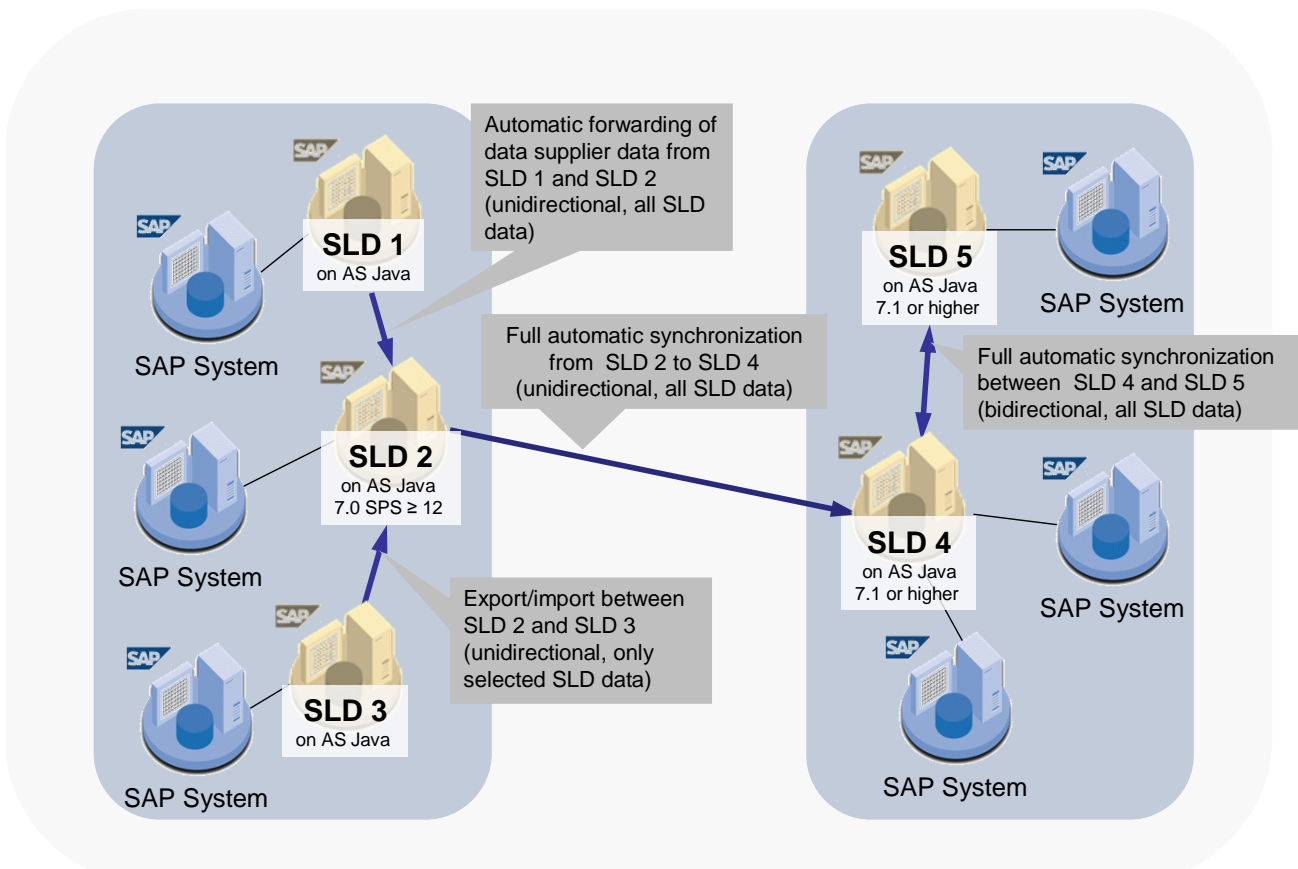 Automatic forwarding of
data supplier data from
SLD 1 and SLD 2
(unidirectional, all SLD
data)
SAP
SLD 1
on AS Java
SAP
SAP System
Full automatic synchronization
from SLD 2 to SLD 4
(unidirectional, all SLD data)
SAP
SLD 2
on AS Java
7.0 SPS ≥ 12
SAP
SAP System
Export/import between
SLD 2 and SLD 3
(unidirectional, only
selected SLD data)
SAP
SLD 3
on AS Java
SAP
SAP System
SAP
SLD 5
on AS Java
7.1 or higher
SAP
SAP System
Full automatic synchronization
between SLD 4 and SLD 5
(bidirectional, all SLD data)
SAP
SLD 4
on AS Java
7.1 or higher
SAP
SAP System
SAP
SAP System